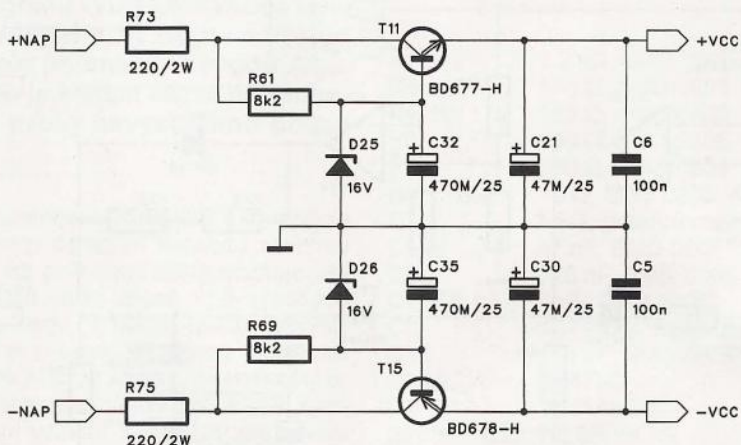 R73
T11
+NAP
+VCC
220/2W
BD677-H
R61
8k2
D25
C32
C21
C6
+
+
16V
470M/25
47M/25
100n
D26
C35
C30
C5
+
+
16V
470M/25
47M/25
100n
R69
8k2
R75
T15
-NAP
-VCC
220/2W
BD678-H